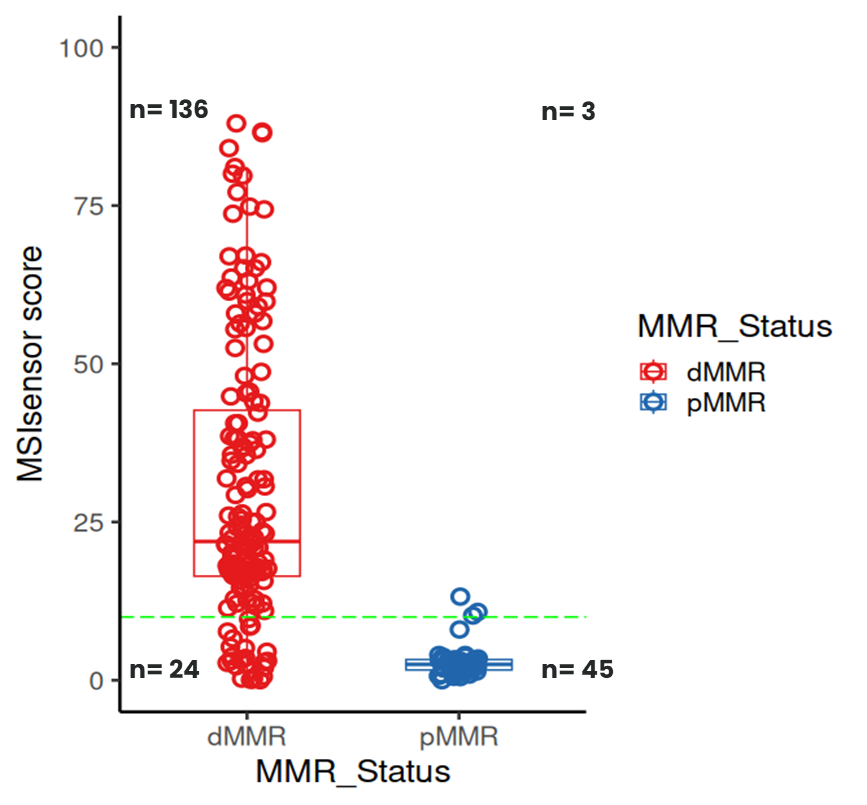 100
n= 136
n= 3
75
MSIsensor score
MMR_Status
50
dMMR
pMMR
25
n= 24
n= 45
0
dMMR
pMMR
MMR_Status